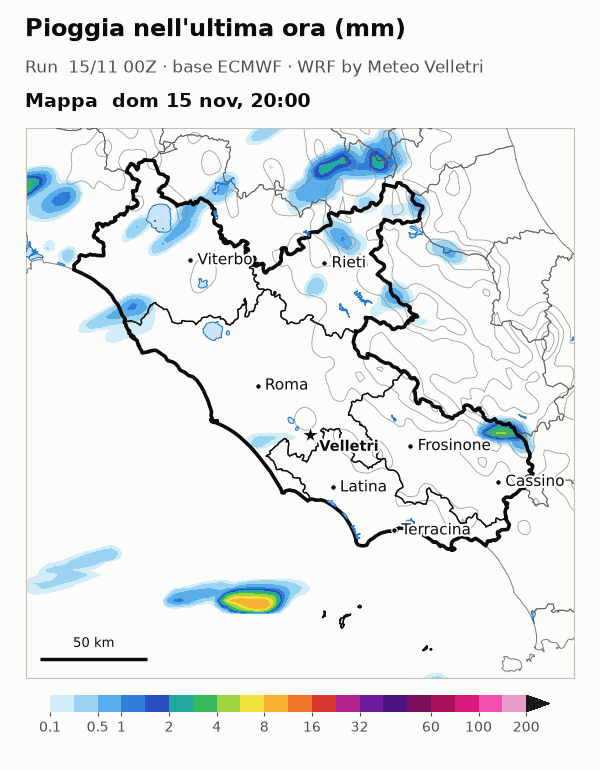 Pioggia nell'ultima ora (mm)
Run  15/11 00Z · base ECMWF · WRF by Meteo Velletri
Mappa  dom 15 nov, 20:00
Viterbo
Rieti
Roma
Velletri
Frosinone
Latina
Cassino
Terracina
50 km
0.1 0.5 1 2 4 8 16 32 60 100 200